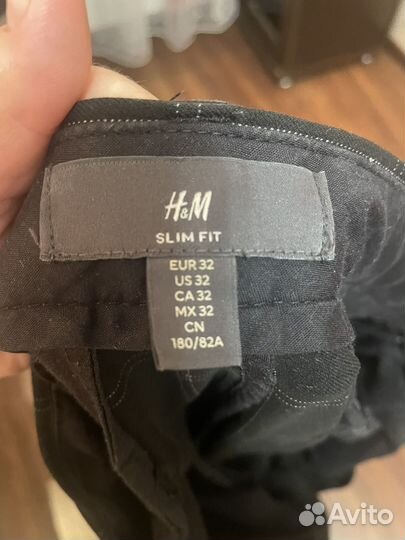 H&M
SLIM FIT
EUR 32
US 32
CA 32
MX 32
CN
180/82A
Avito